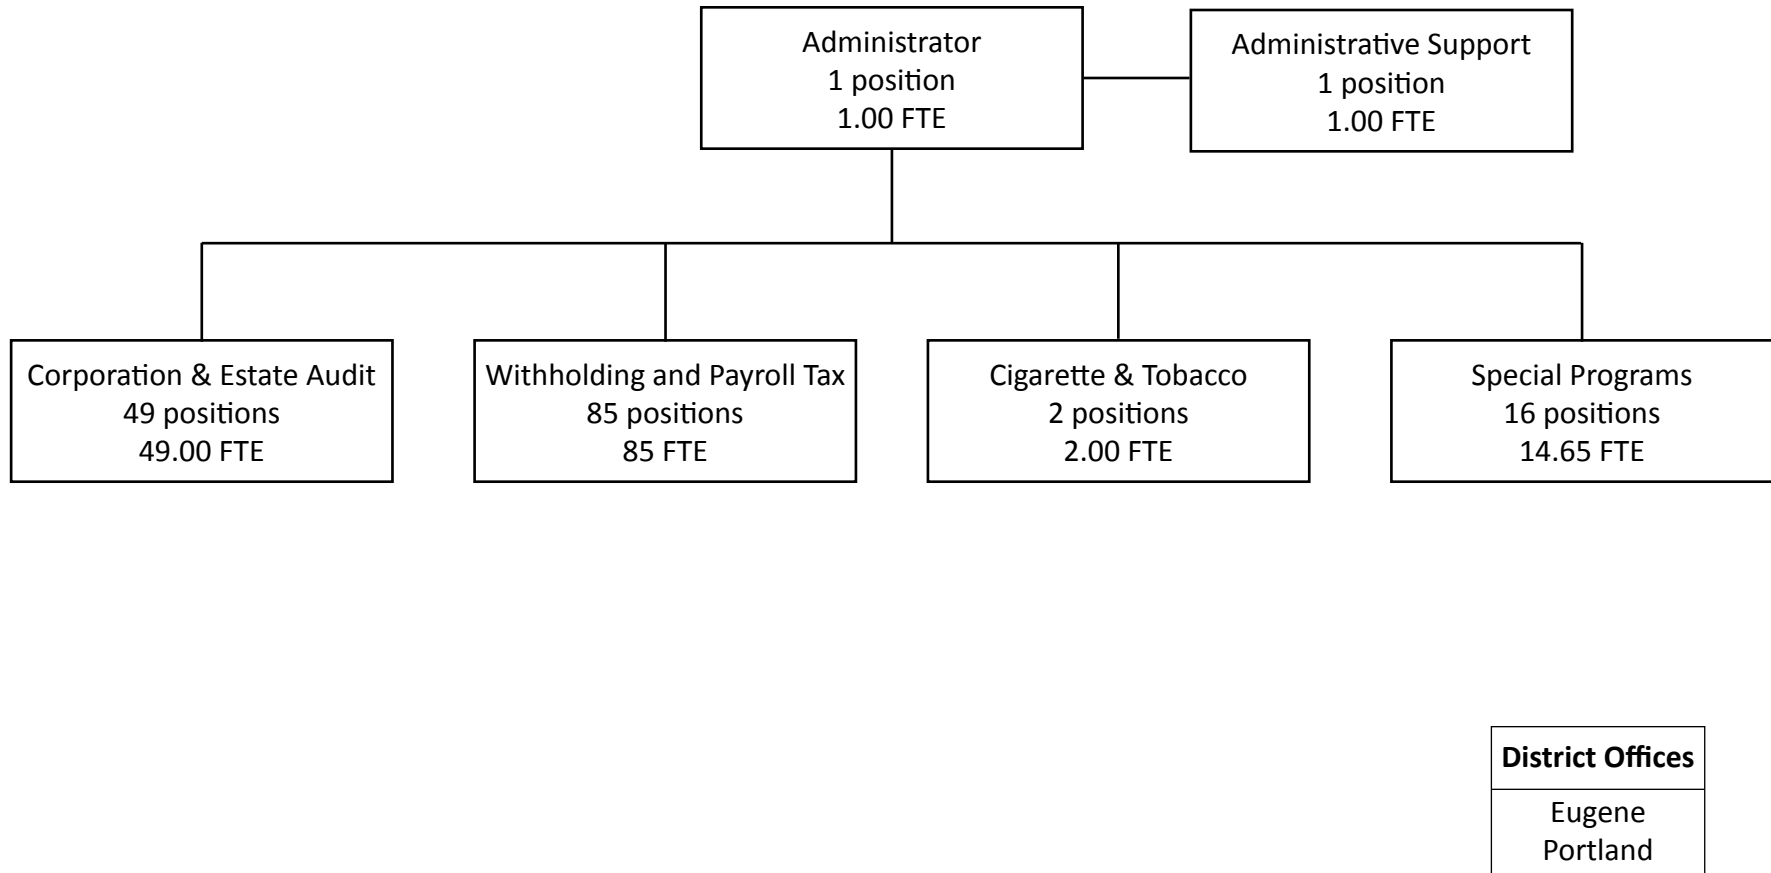 Administrator
1 position
1.00 FTE
Administrative Support
1 position
1.00 FTE
Corporation & Estate Audit
49 positions
49.00 FTE
Withholding and Payroll Tax
85 positions
85 FTE
Cigarette & Tobacco
2 positions
2.00 FTE
Special Programs
16 positions
14.65 FTE
District Offices
Eugene
Portland